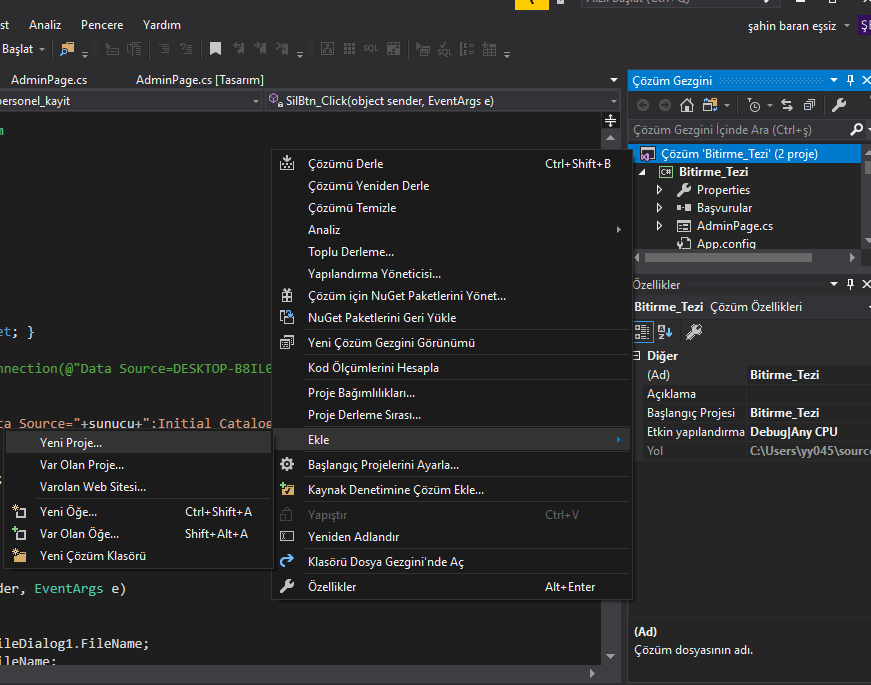 Hızlı Başlat (Ctrl+Q)
st Analiz Pencere Yardım
şahin baran eşsiz
ŞE
Başlat
SQL
SQL
AdminPage.cs AdminPage.cs [Tasarım]
personel_kayit
SilBtn_Click(object sender, EventArgs e)
et; }
nnection(@"Data Source=DESKTOP-B8IL0
ta Source="+sunucu+";Initial Catalog
der, EventArgs e)
ileDialog1.FileName;
ileName;
Çözümü Derle Ctrl+Shift+B
Çözümü Yeniden Derle
Çözümü Temizle
Analiz
Toplu Derleme...
Yapılandırma Yöneticisi...
Çözüm için NuGet Paketlerini Yönet...
NuGet Paketlerini Geri Yükle
Yeni Çözüm Gezgini Görünümü
Kod Ölçümlerini Hesapla
Proje Bağımlılıkları...
Proje Derleme Sırası...
Ekle
Başlangıç Projelerini Ayarla...
Kaynak Denetimine Çözüm Ekle...
Yapıştır Ctrl+V
Yeniden Adlandır
Klasörü Dosya Gezgini'nde Aç
Özellikler Alt+Enter
Yeni Proje...
Var Olan Proje...
Varolan Web Sitesi...
Yeni Öğe... Ctrl+Shift+A
Var Olan Öğe... Shift+Alt+A
Yeni Çözüm Klasörü
Çözüm Gezgini
Çözüm Gezgini İçinde Ara (Ctrl+ş)
Çözüm 'Bitirme_Tezi' (2 proje)
C# Bitirme_Tezi
Properties
Başvurular
AdminPage.cs
App.config
Özellikler
Bitirme_Tezi Çözüm Özellikleri
Diğer
(Ad) Bitirme_Tezi
Açıklama
Başlangıç Projesi Bitirme_Tezi
Etkin yapılandırma Debug|Any CPU
Yol C:\Users\yy045\source
(Ad)
Çözüm dosyasının adı.